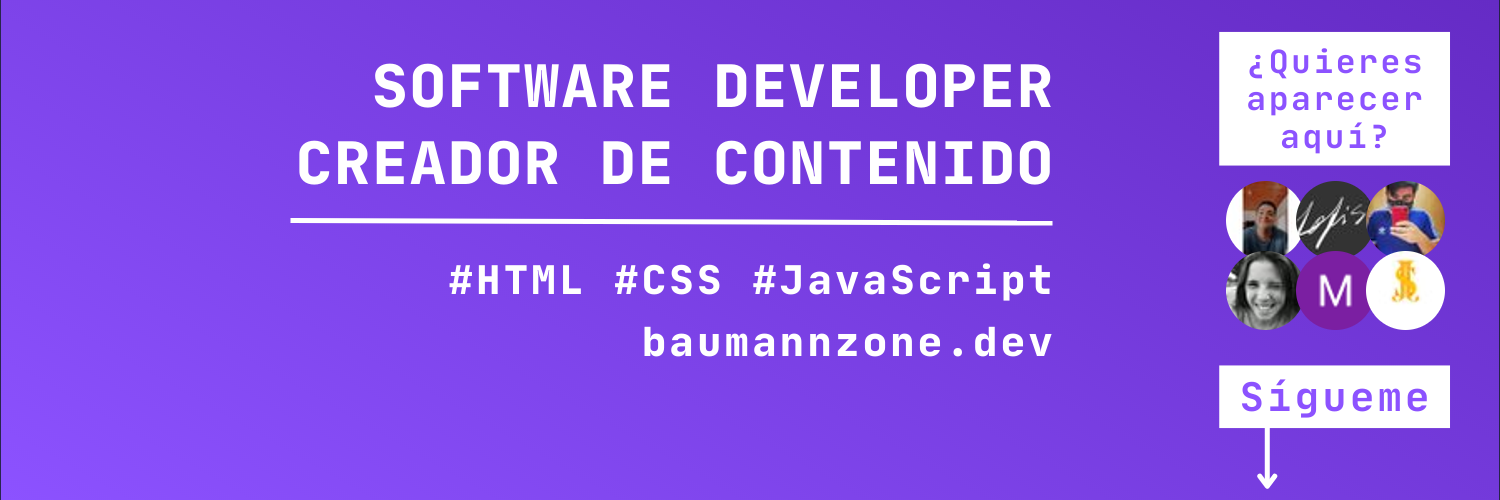 SOFTWARE DEVELOPER
CREADOR DE CONTENIDO
#HTML #CSS #JavaScript
baumannzone.dev
¿Quieres
aparecer
aquí?
M
Sígueme